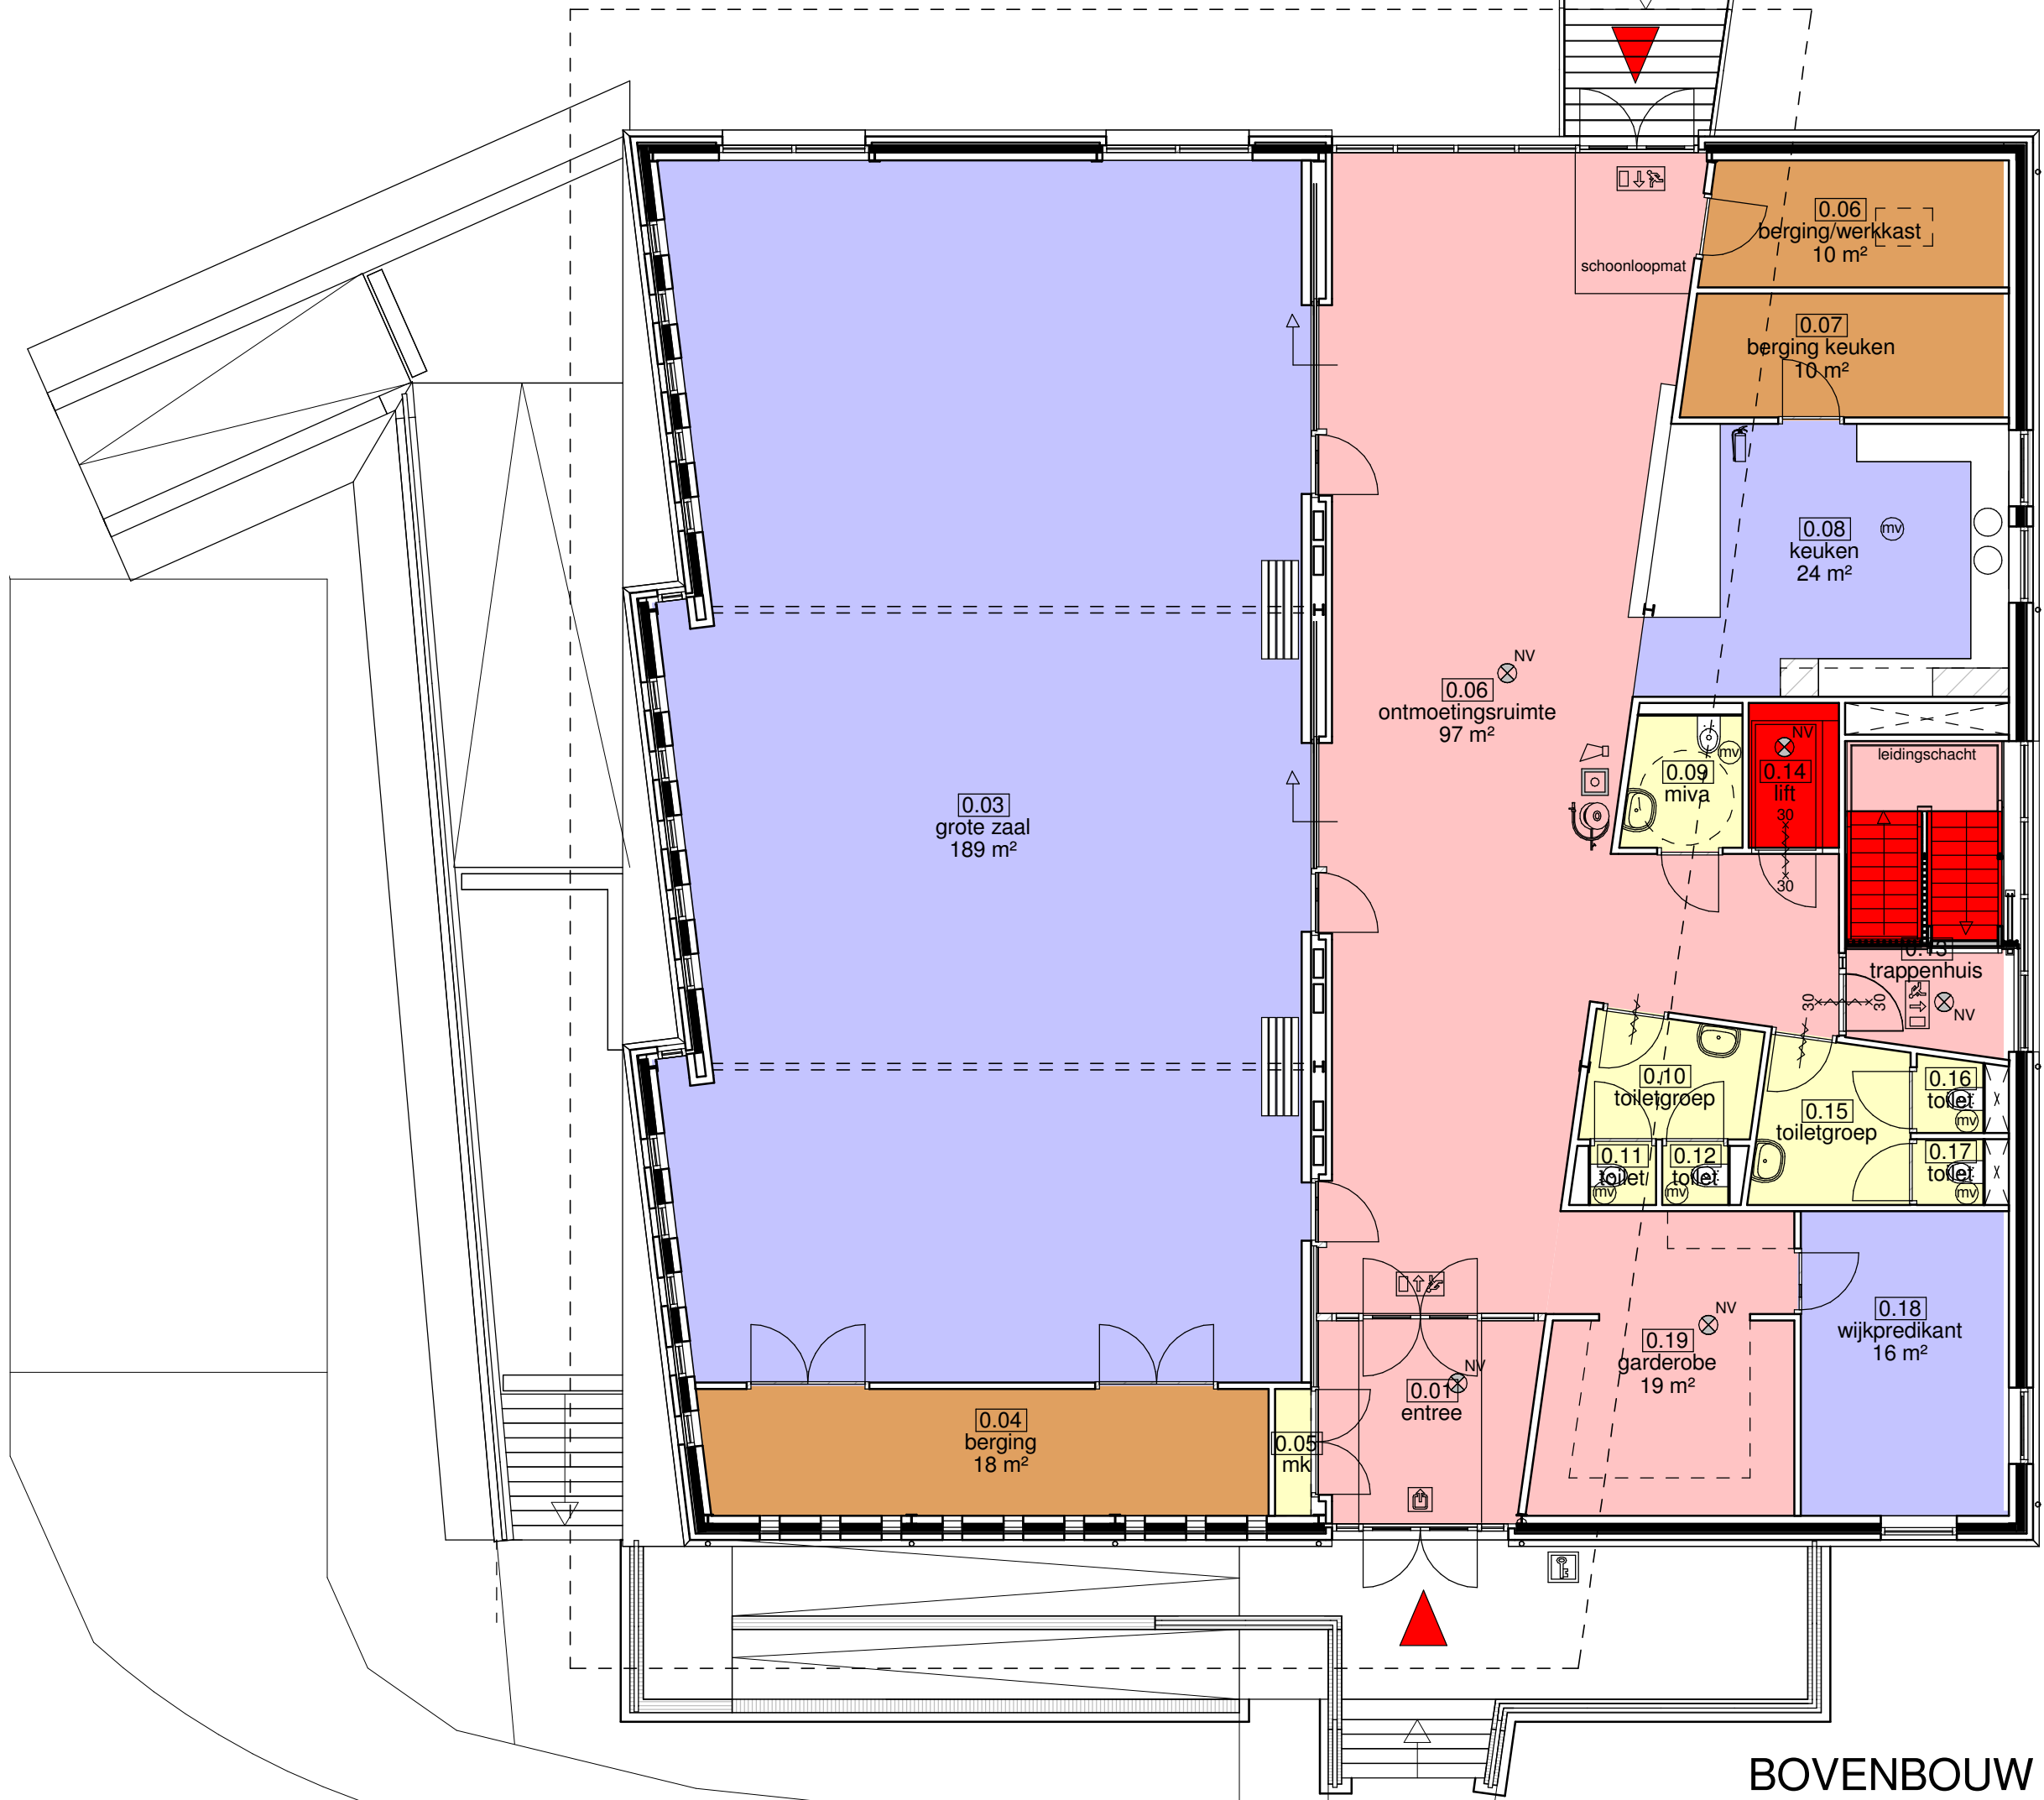 0.06
berging/werkkast
10 m²
schoonloopmat
0.07
berging keuken
10 m²
0.08
mv
keuken
24 m²
NV
0.06
ontmoetingsruimte
97 m²
NV
mv
leidingschacht
0.09
miva
0.14
lift
30
30
0.03
grote zaal
189 m²
0.13
trappenhuis
30
30
NV
0.10
toiletgroep
0.16
toilet
mv
0.15
toiletgroep
0.11
toilet
mv
0.12
toilet
mv
0.17
toilet
mv
0.18
wijkpredikant
16 m²
NV
0.19
garderobe
19 m²
NV
0.01
entree
0.04
berging
18 m²
0.05
mk
BOVENBOUW